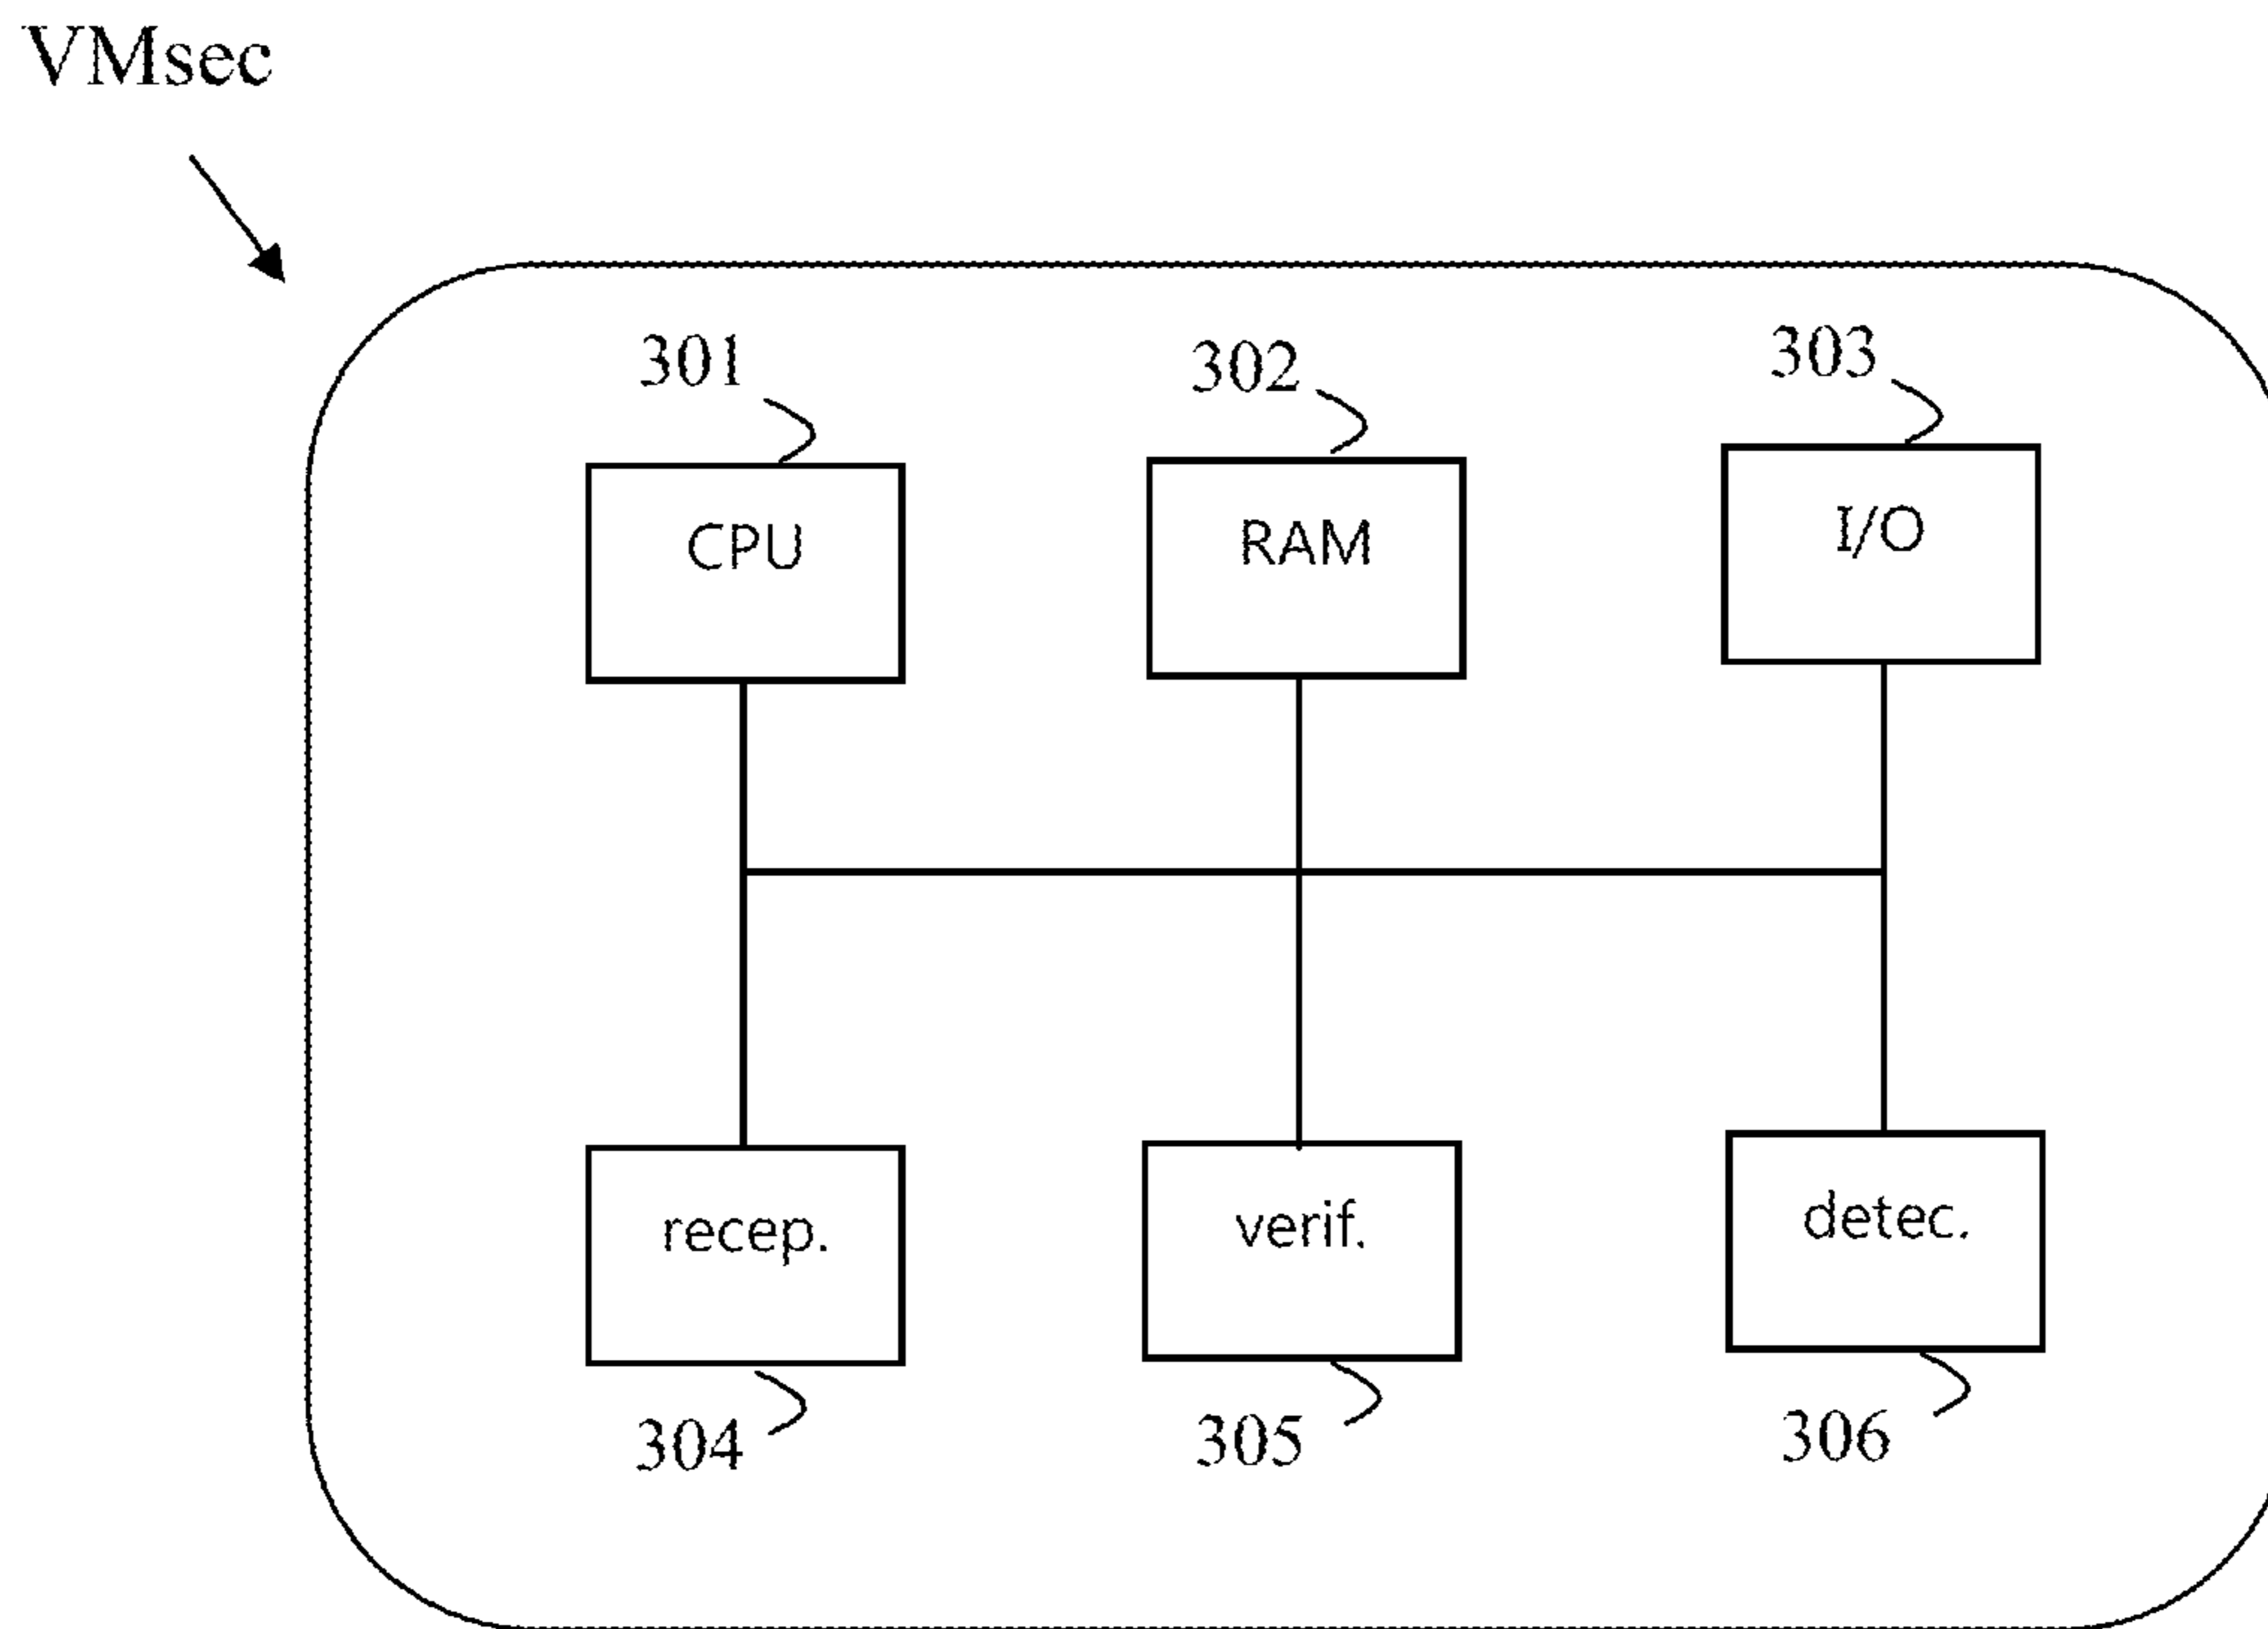 VMsec
301
302
303
CPU
RAM
I/O
recep.
verif.
detec.
304
305
306